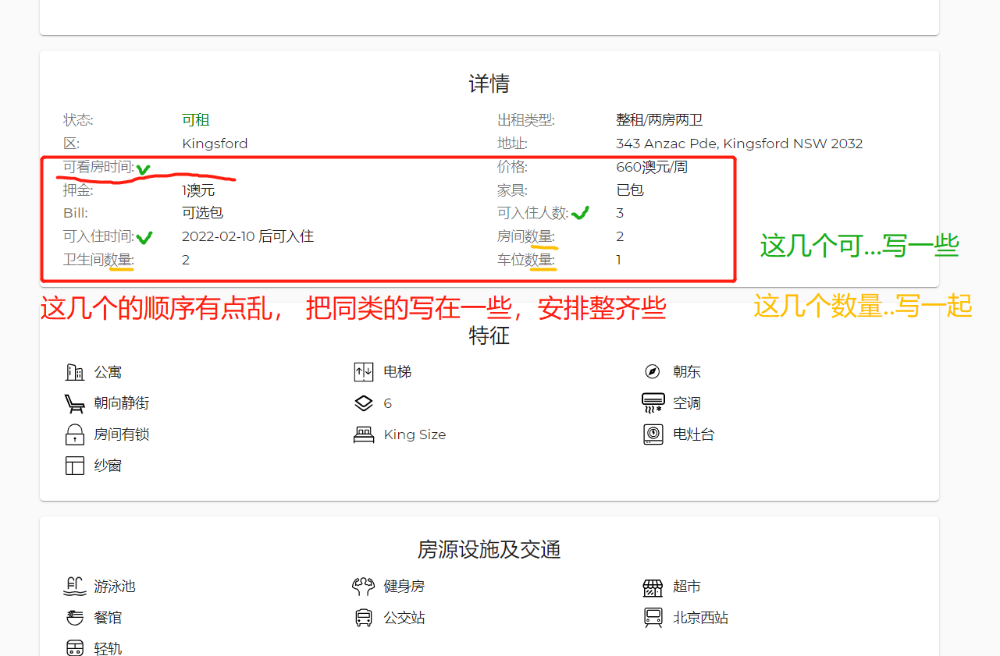 详情
状态: 可租 出租类型: 整租/两房两卫
区: Kingsford 地址: 343 Anzac Pde, Kingsford NSW 2032
可看房时间: 价格: 660澳元/周
押金: 1澳元 家具: 已包
Bill: 可选包 可入住人数: 3
可入住时间: 2022-02-10 后可入住 房间数量: 2
卫生间数量: 2 车位数量: 1
这几个可...写一些
这几个数量..写一起
这几个的顺序有点乱， 把同类的写在一些，安排整齐些
特征
公寓 电梯 朝东
朝向静街 6 空调
房间有锁 King Size 电灶台
纱窗
房源设施及交通
游泳池 健身房 超市
餐馆 公交站 北京西站
轻轨